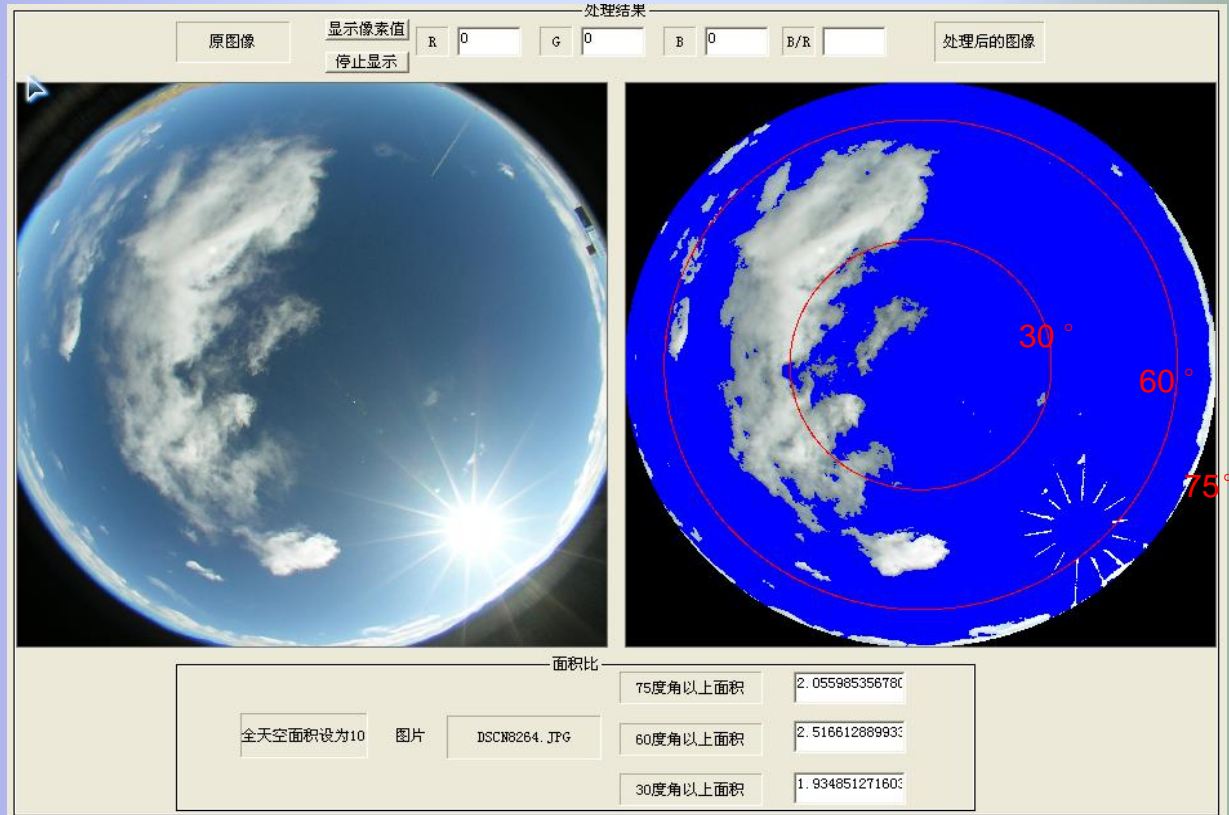 处理结果
原图像
显示像素值
停止显示
R 0 G 0 B 0 B/R
处理后的图像
30°
60°
75°
面积比
全天空面积设为10
图片
DSCN8264.JPG
75度角以上面积 2.05598535678
60度角以上面积 2.51661288993
30度角以上面积 1.93485127160